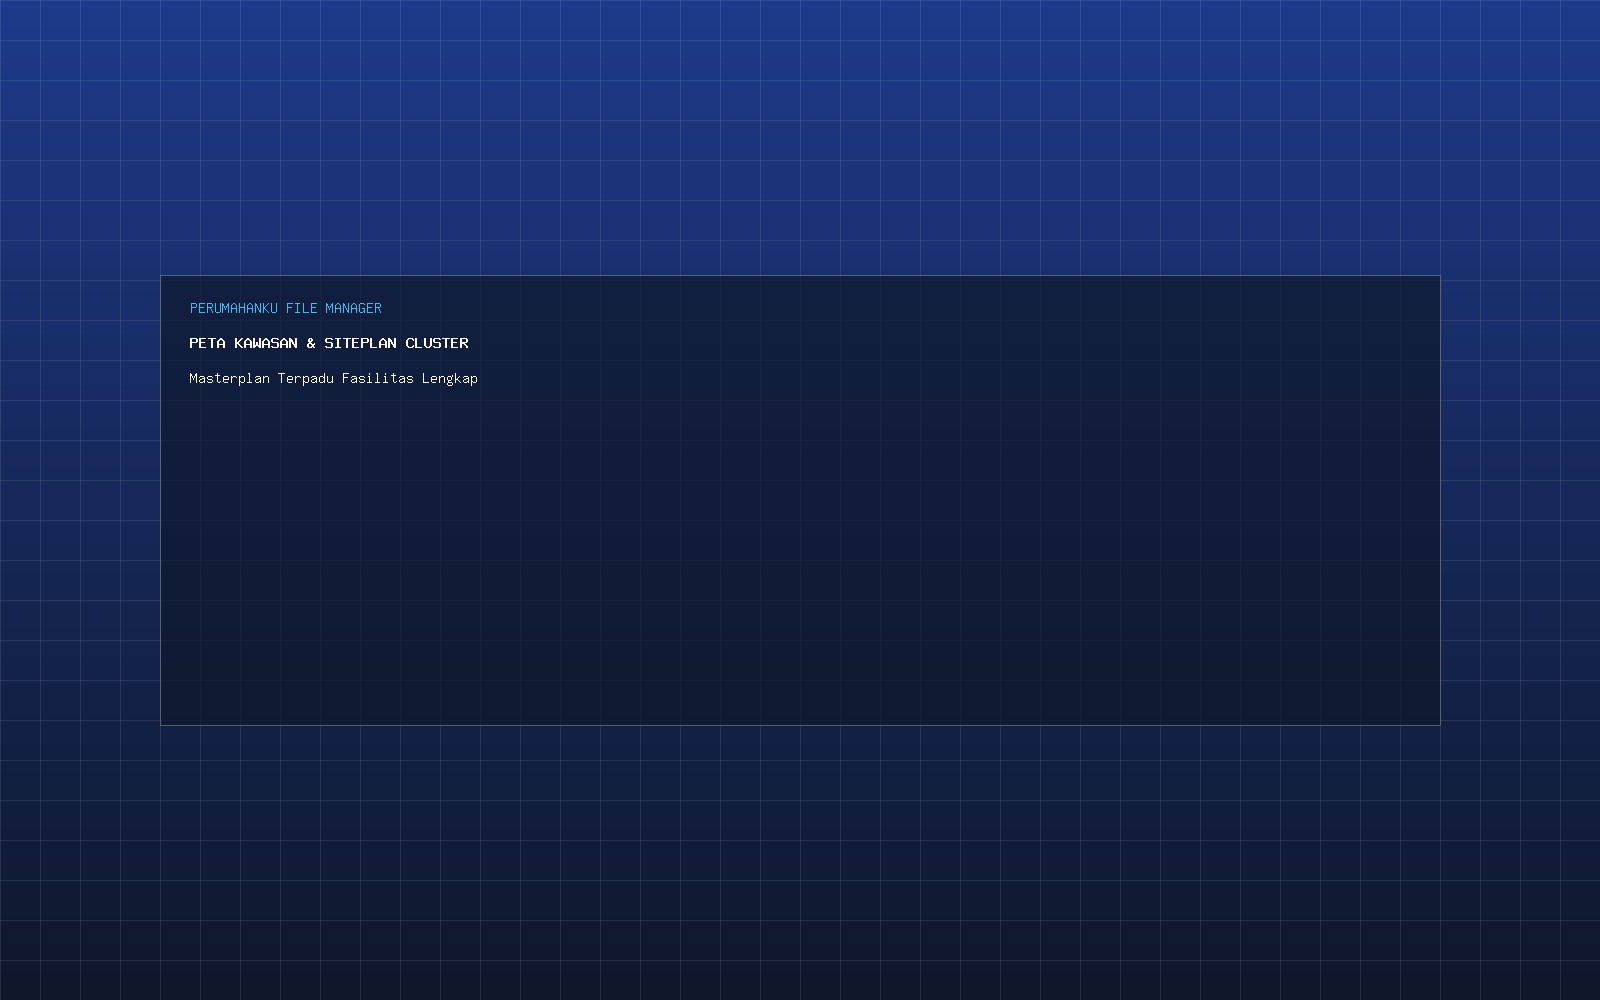 PERUMAHANKU FILE MANAGER
PETA KAWASAN & SITEPLAN CLUSTER
Masterplan Terpadu Fasilitas Lengkap